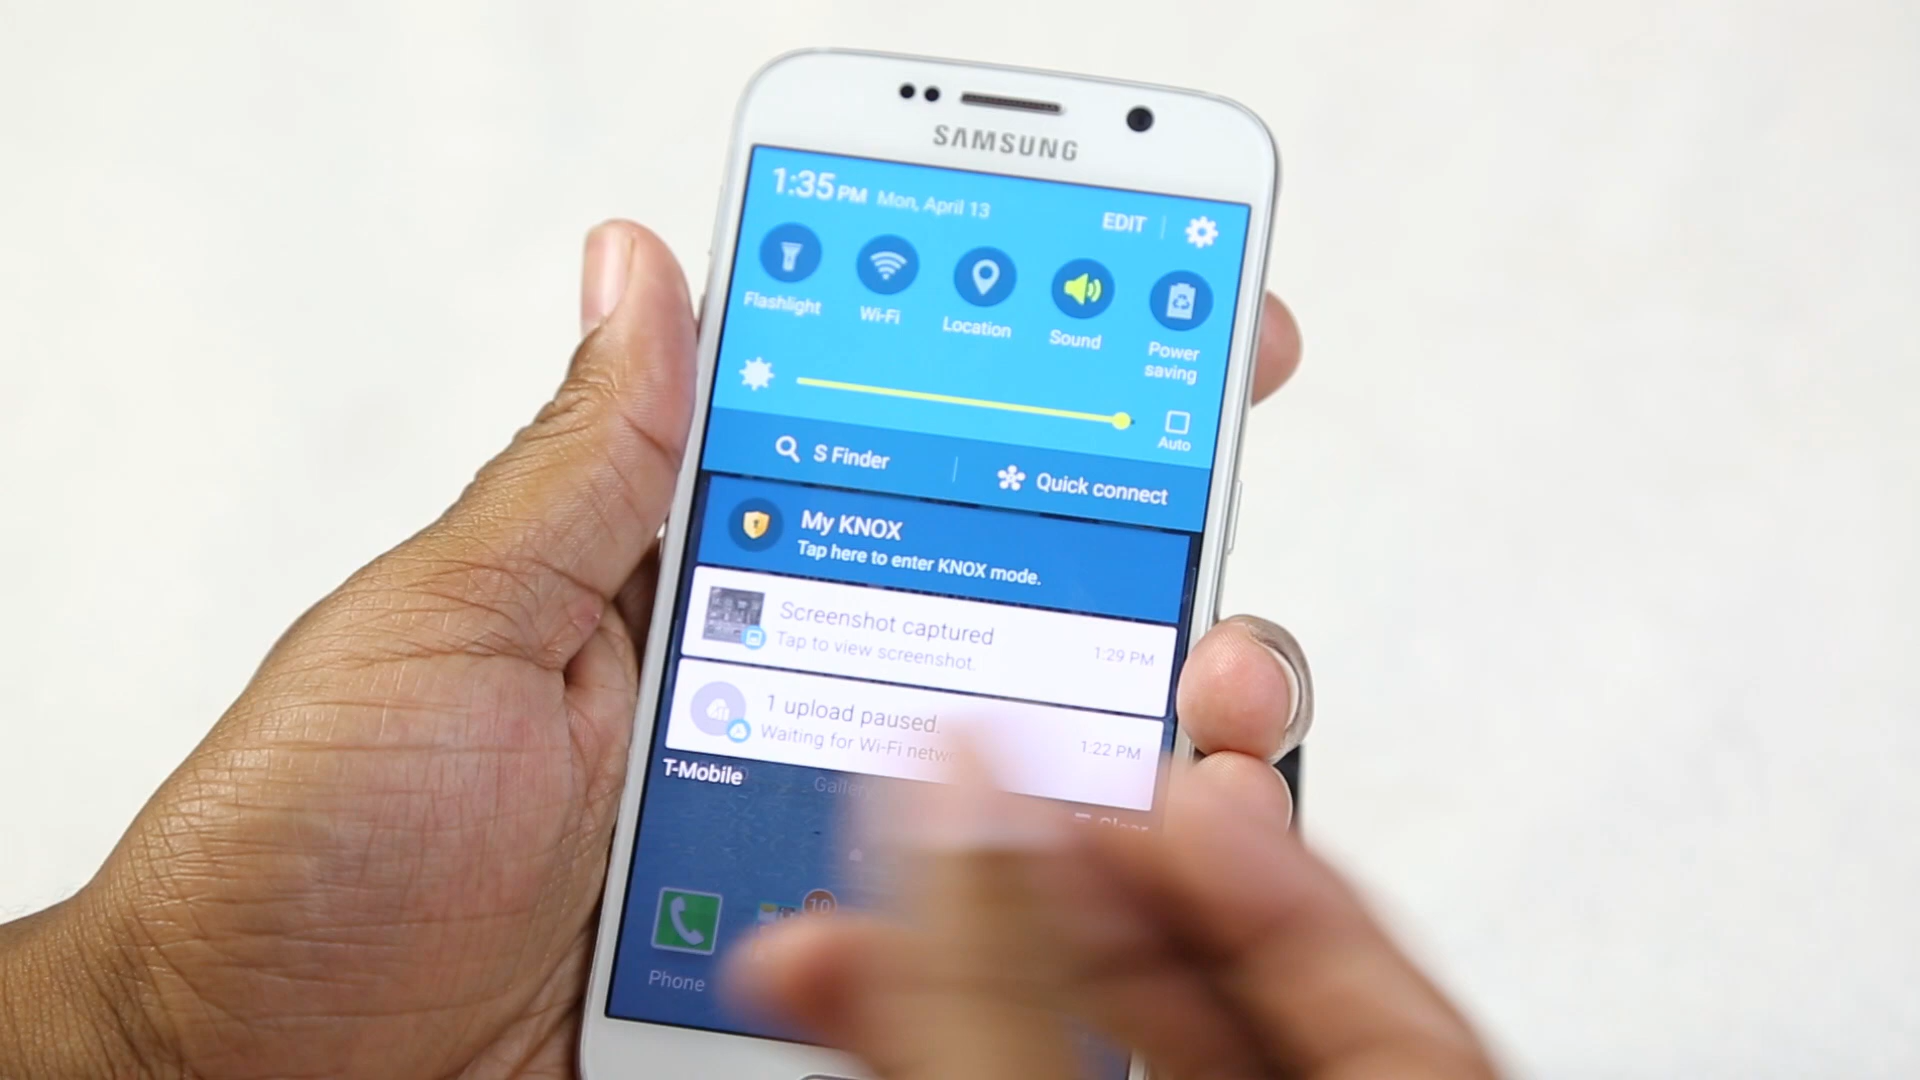 SAMSUNG
1:35 PM Mon, April 13 EDIT
Flashlight Wi-Fi Location Sound Power saving
Auto
S Finder Quick connect
My KNOX
Tap here to enter KNOX mode.
Screenshot captured
Tap to view screenshot. 1:29 PM
1 upload paused.
Waiting for Wi-Fi 1:22 PM
T-Mobile Gallery
Clear
10
Phone